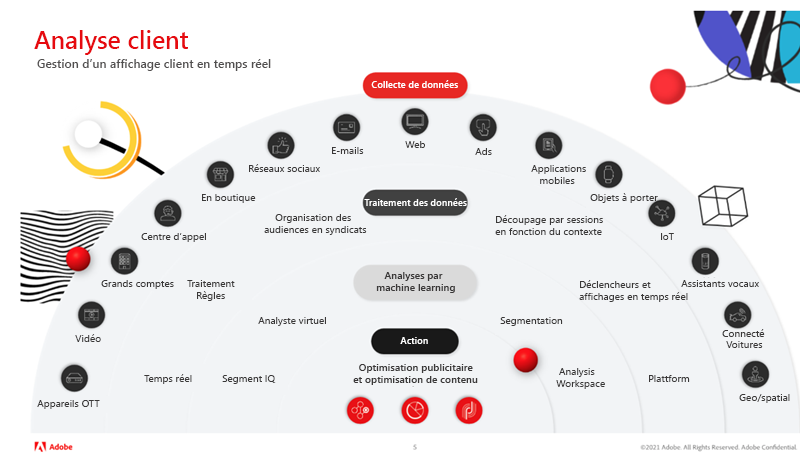 Analyse client
Gestion d'un affichage client en temps réel
Collecte de données
E-mails
Web
Ads
Réseaux sociaux
Applications
mobiles
En boutique
Objets à porter
Traitement des données
Organisation des
audiences en syndicats
Découpage par sessions
en fonction du contexte
Centre d'appel
IoT
Analyses par
machine learning
Grands comptes
Traitement
Règles
Déclencheurs et
affichages en temps réel
Assistants vocaux
Analyste virtuel
Segmentation
Vidéo
Connecté
Voitures
Action
Optimisation publicitaire
et optimisation de contenu
Temps réel
Segment IQ
Analysis
Workspace
Plattform
Appareils OTT
Geo/spatial
Adobe
5
©2021 Adobe. All Rights Reserved. Adobe Confidential.